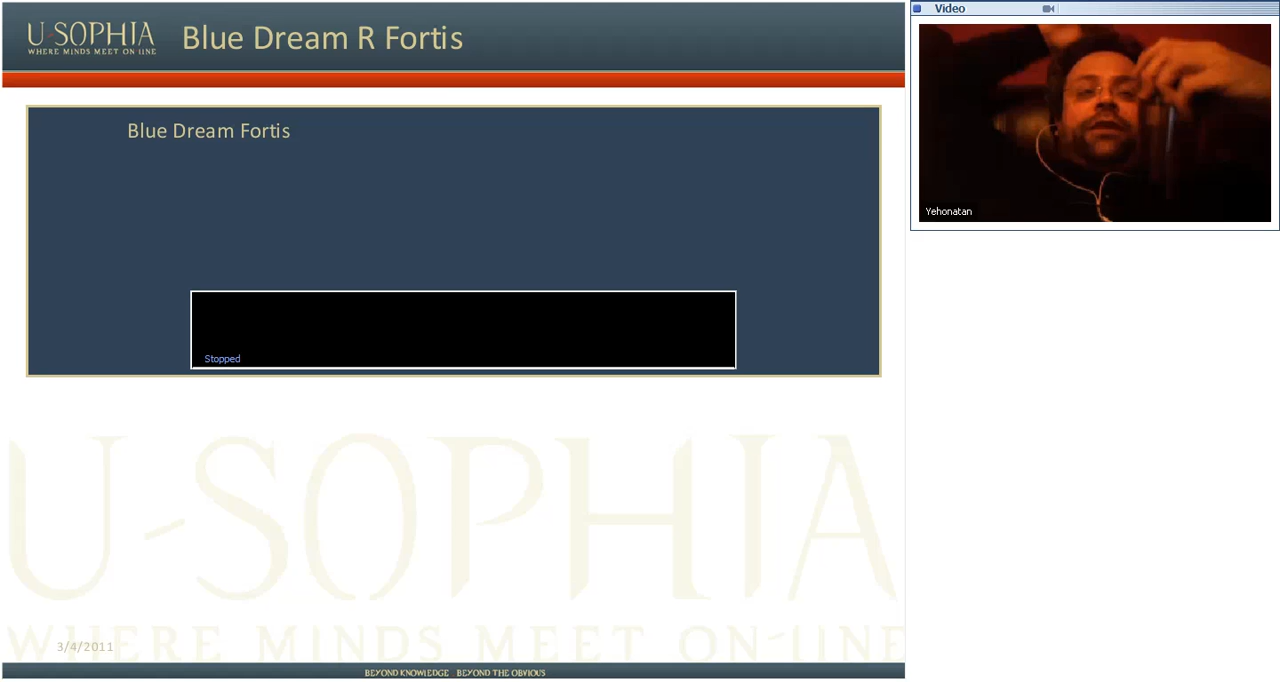 U-SOPHIA
WHERE MINDS MEET ON-LINE
Blue Dream R Fortis
Video
Blue Dream Fortis
Yehonatan
Stopped
U-SOPHIA
WHERE MINDS MEET ON-LINE
3/4/2011
BEYOND KNOWLEDGE BEYOND THE OBVIOUS